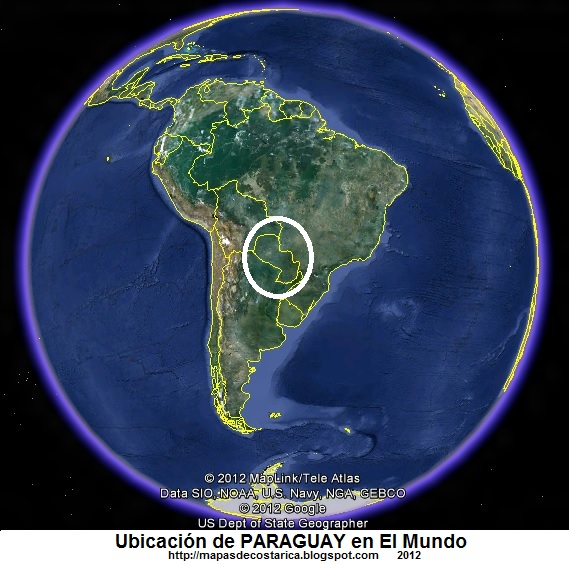 © 2012 MapLink/Tele Atlas
Data SIO, NOAA, U.S. Navy, NGA, GEBCO
© 2012 Google
US Dept of State Geographer
Ubicación de PARAGUAY en El Mundo
http://mapasdecostarica.blogspot.com 2012